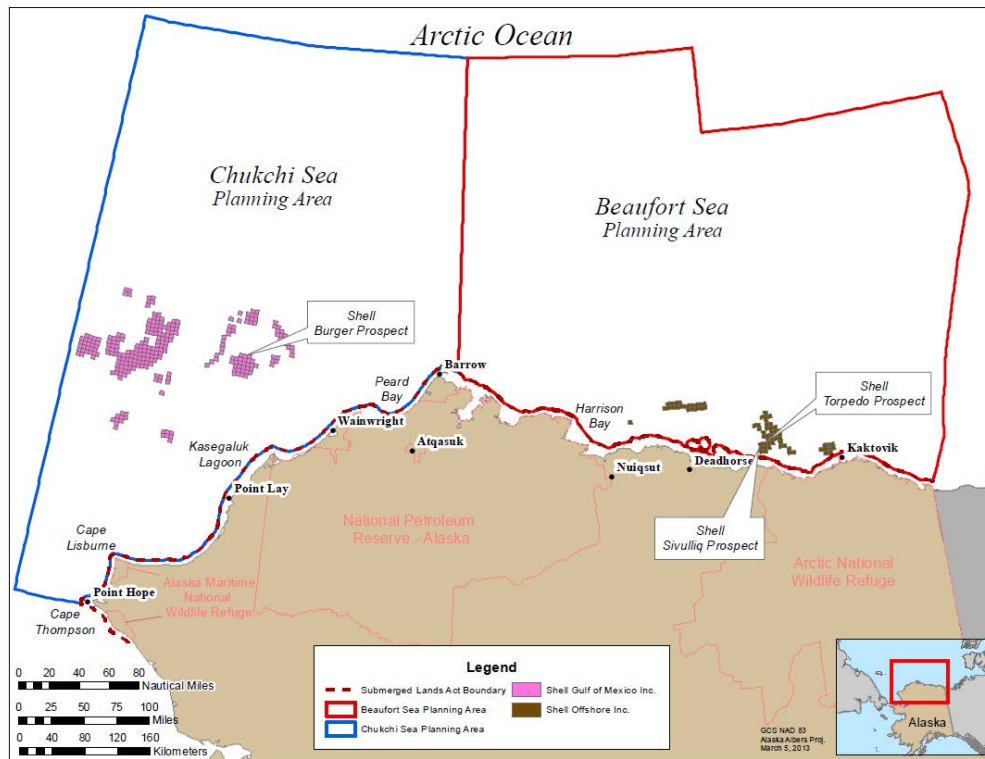 Arctic Ocean
Chukchi Sea
Planning Area
Beaufort Sea
Planning Area
Shell
Burger Prospect
Barrow
Peard
Bay
Wainwright
Atqasuk
Harrison
Bay
Shell
Torpedo Prospect
Kasegaluk
Lagoon
Point Lay
Nuiqsut
Deadhorse
Kaktovik
National Petroleum
Reserve - Alaska
Shell
Sivulliq Prospect
Arctic National
Wildlife Refuge
Cape
Lisburne
Alaska Maritime
National
Wildlife Refuge
Point Hope
Cape
Thompson
0 20 40 60 80
Nautical Miles
0 25 50 75 100
Miles
0 40 80 120 160
Kilometers
Legend
Submerged Lands Act Boundary
Beaufort Sea Planning Area
Chukchi Sea Planning Area
Shell Gulf of Mexico Inc.
Shell Offshore Inc.
GCS NAD 83
Alaska Albers Proj.
March 5, 2013
Alaska